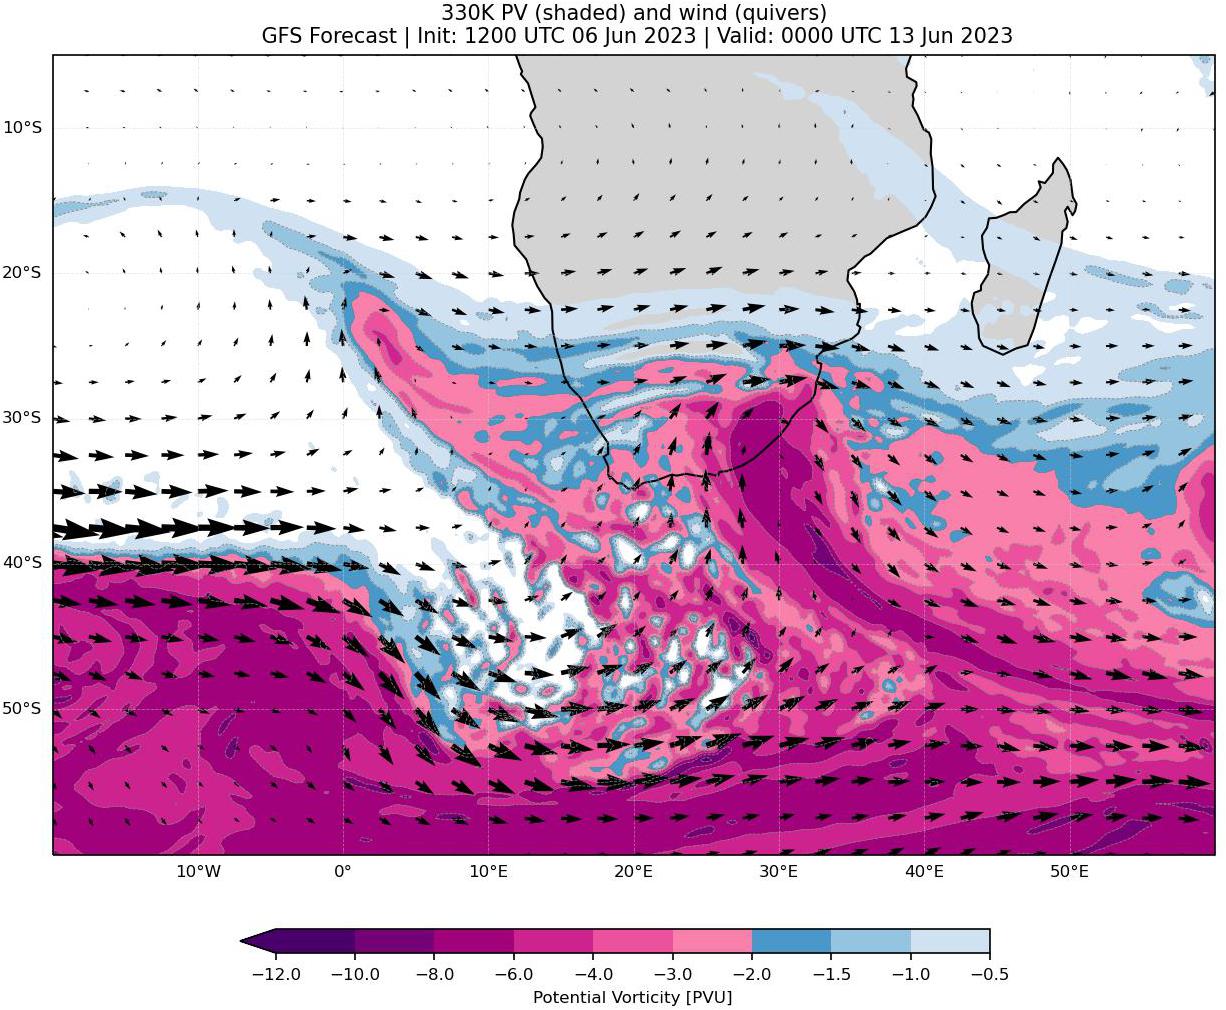 330K PV (shaded) and wind (quivers)
GFS Forecast | Init: 1200 UTC 06 Jun 2023 | Valid: 0000 UTC 13 Jun 2023
10°S
20°S
30°S
40°S
50°S
10°W 0° 10°E 20°E 30°E 40°E 50°E
−12.0 −10.0 −8.0 −6.0 −4.0 −3.0 −2.0 −1.5 −1.0 −0.5
Potential Vorticity [PVU]